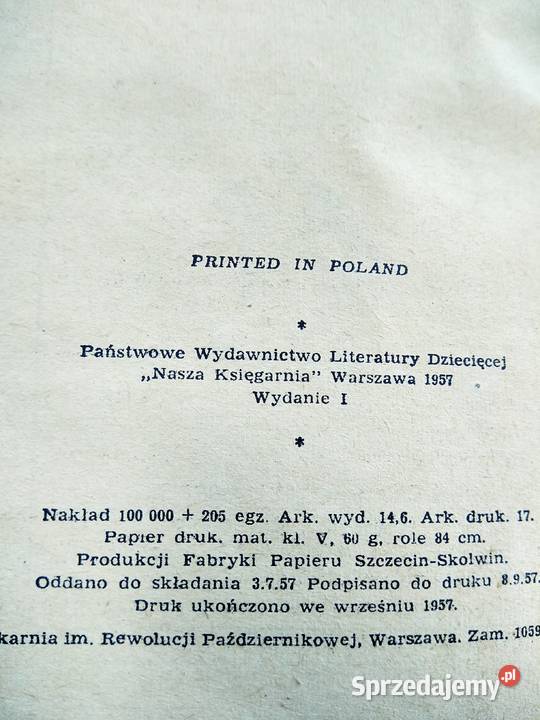 PRINTED IN POLAND
*
Państwowe Wydawnictwo Literatury Dziecięcej
„Nasza Księgarnia” Warszawa 1957
Wydanie I
*
Nakład 100 000 + 205 egz. Ark. wyd. 14,6. Ark. druk. 17.
Papier druk. mat. kl. V, 60 g, role 84 cm.
Produkcji Fabryki Papieru Szczecin-Skolwin.
Oddano do składania 3.7.57 Podpisano do druku 8.9.57.
Druk ukończono we wrześniu 1957.
karnia im. Rewolucji Październikowej, Warszawa. Zam. 1059
Sprzedajemy.pl